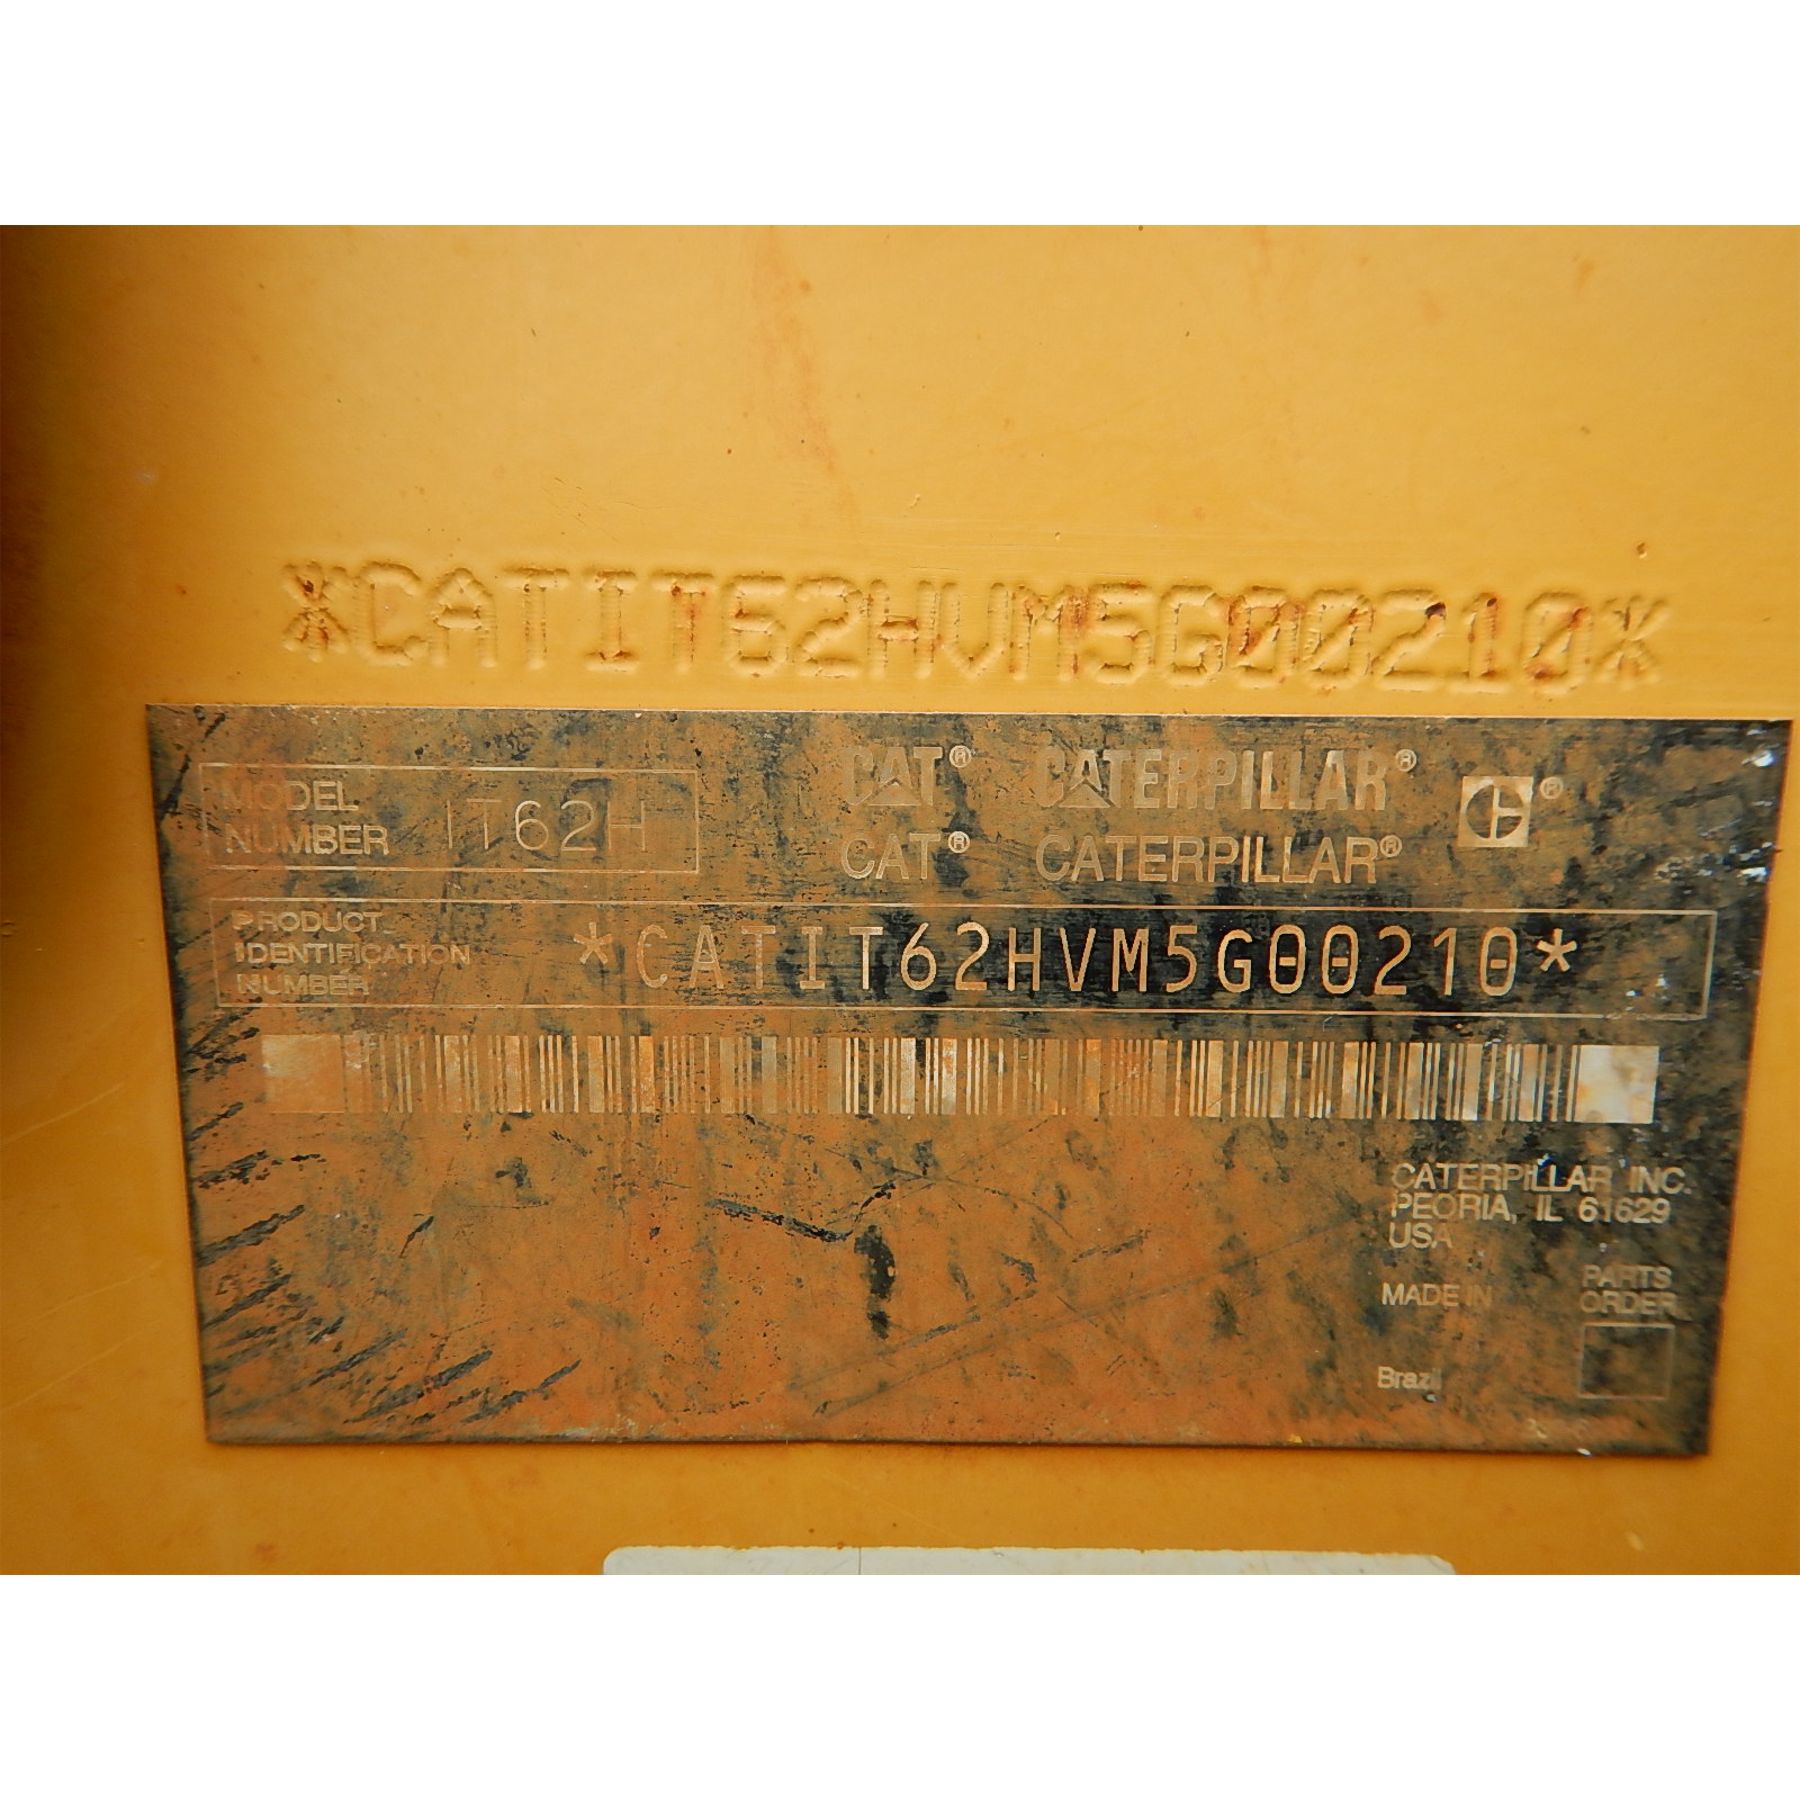 *CATIT62HVM5G00210*
MODEL NUMBER IT62H
CAT® CATERPILLAR® ®
CAT® CATERPILLAR®
PRODUCT
IDENTIFICATION
NUMBER
*CATIT62HVM5G00210*
CATERPILLAR INC.
PEORIA, IL 61629
USA
MADE IN
Brazil
PARTS
ORDER